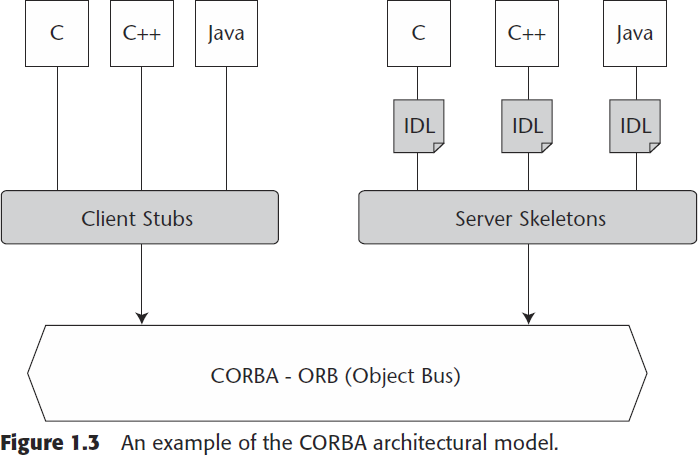 C C++ Java C C++ Java
IDL IDL IDL
Client Stubs Server Skeletons
CORBA - ORB (Object Bus)
Figure 1.3 An example of the CORBA architectural model.